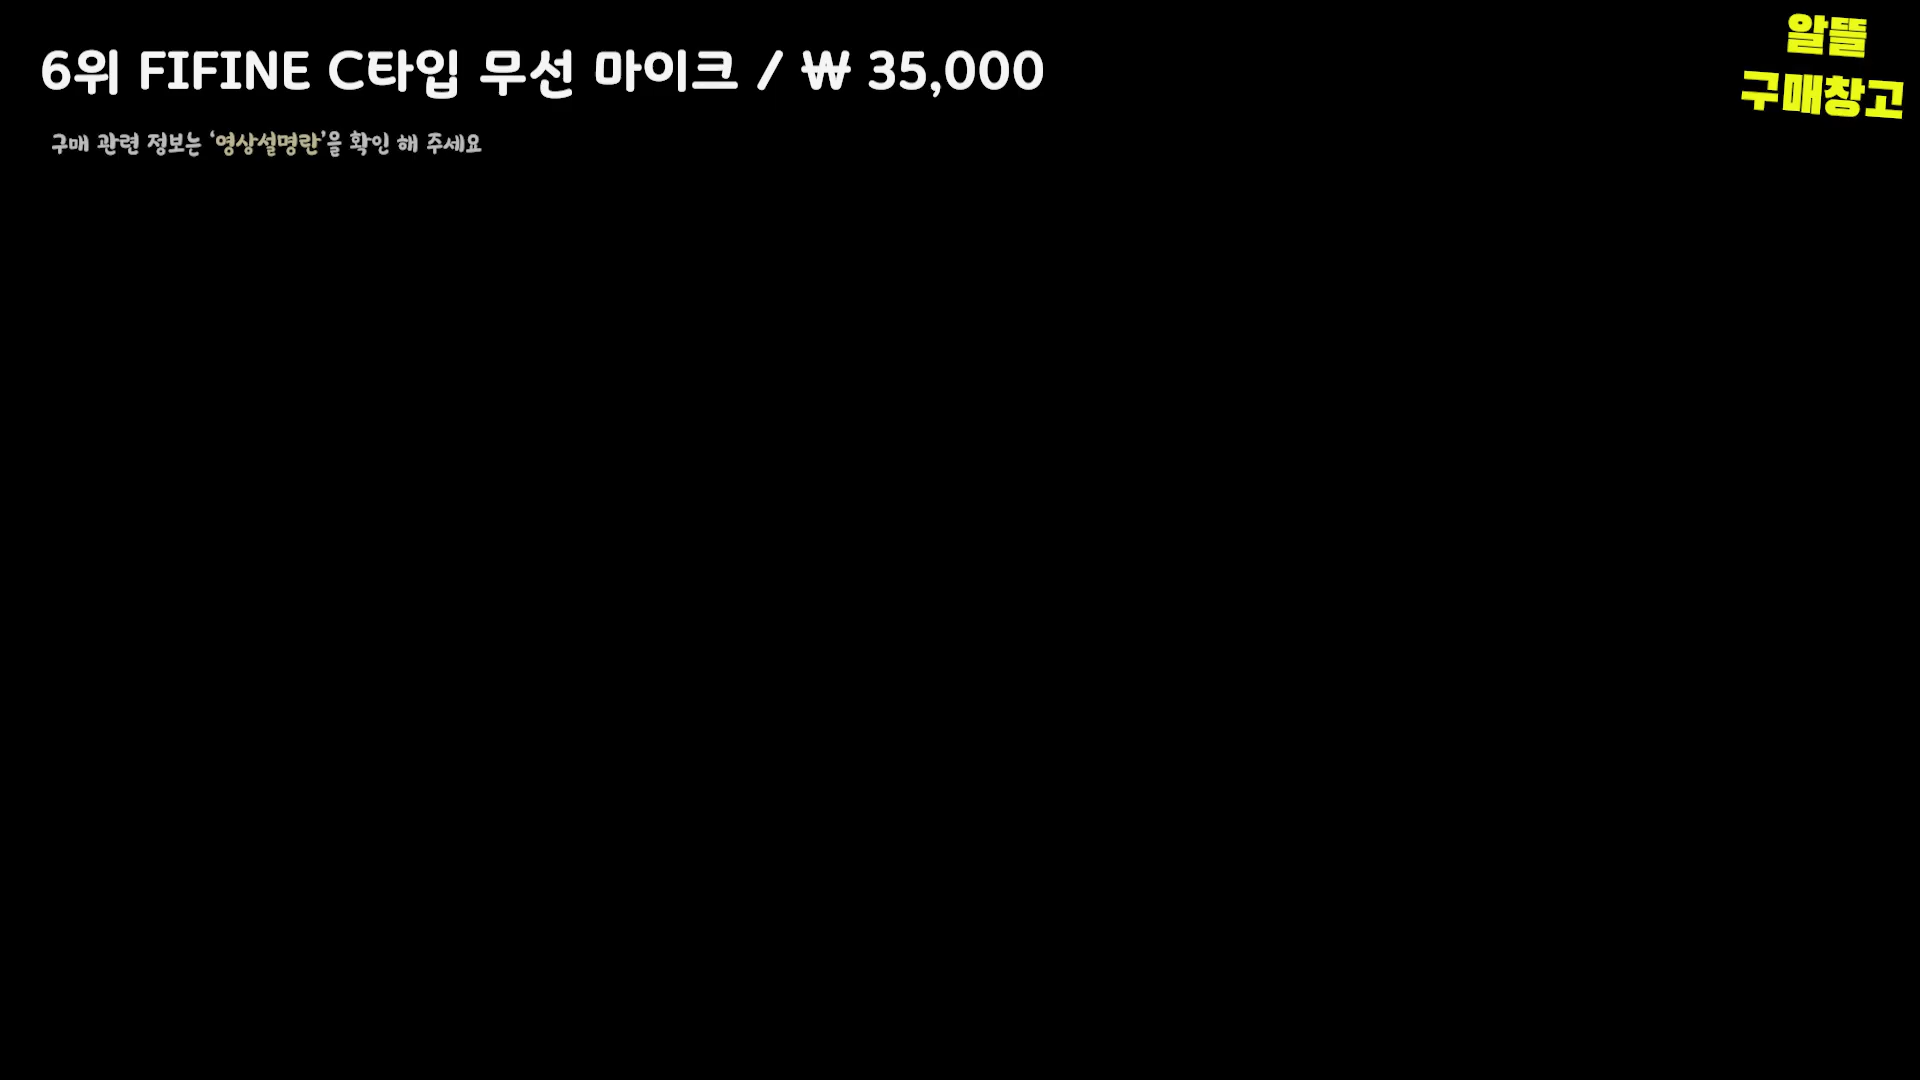 6위 FIFINE C타입 무선 마이크 / ₩ 35,000
구매 관련 정보는 ‘영상설명란’을 확인 해 주세요
알뜰
구매창고